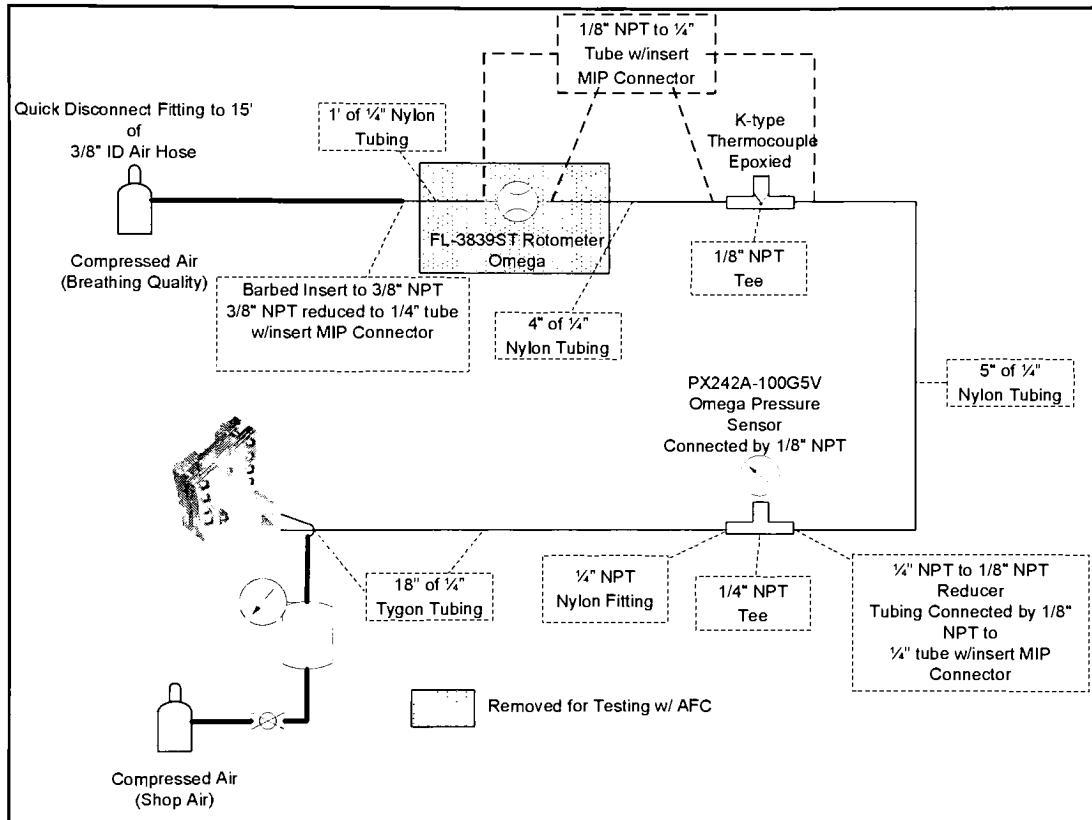 1/8" NPT to ¼"
Tube w/insert
MIP Connector
Quick Disconnect Fitting to 15'
of
3/8" ID Air Hose
1' of ¼" Nylon
Tubing
K-type
Thermocouple
Epoxied
FL-3839ST Rotometer
Omega
Compressed Air
(Breathing Quality)
1/8" NPT
Tee
Barbed Insert to 3/8" NPT
3/8" NPT reduced to 1/4" tube
w/insert MIP Connector
4" of ¼"
Nylon Tubing
5" of ¼"
Nylon Tubing
PX242A-100G5V
Omega Pressure
Sensor
Connected by 1/8" NPT
18" of ¼"
Tygon Tubing
¼" NPT
Nylon Fitting
1/4" NPT
Tee
¼" NPT to 1/8" NPT
Reducer
Tubing Connected by 1/8"
NPT to
¼" tube w/insert MIP
Connector
Removed for Testing w/ AFC
Compressed Air
(Shop Air)